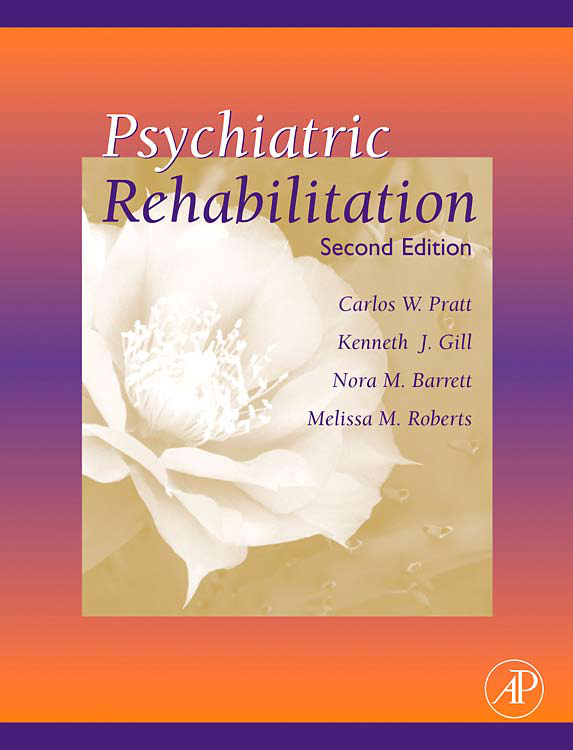 Psychiatric
Rehabilitation
Second Edition
Carlos W. Pratt
Kenneth J. Gill
Nora M. Barrett
Melissa M. Roberts
AP